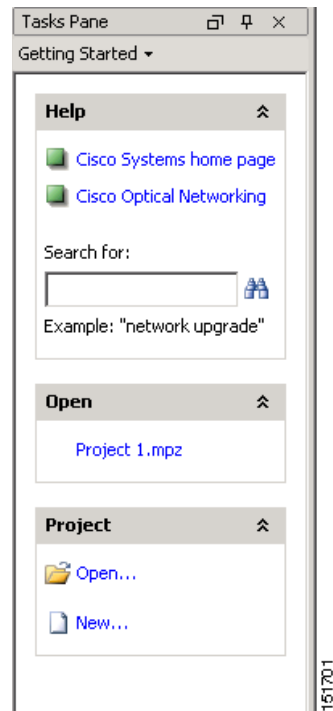 Tasks Pane
Getting Started
Help
Cisco Systems home page
Cisco Optical Networking
Search for:
Example: "network upgrade"
Open
Project 1.mpz
Project
Open...
New...
151701